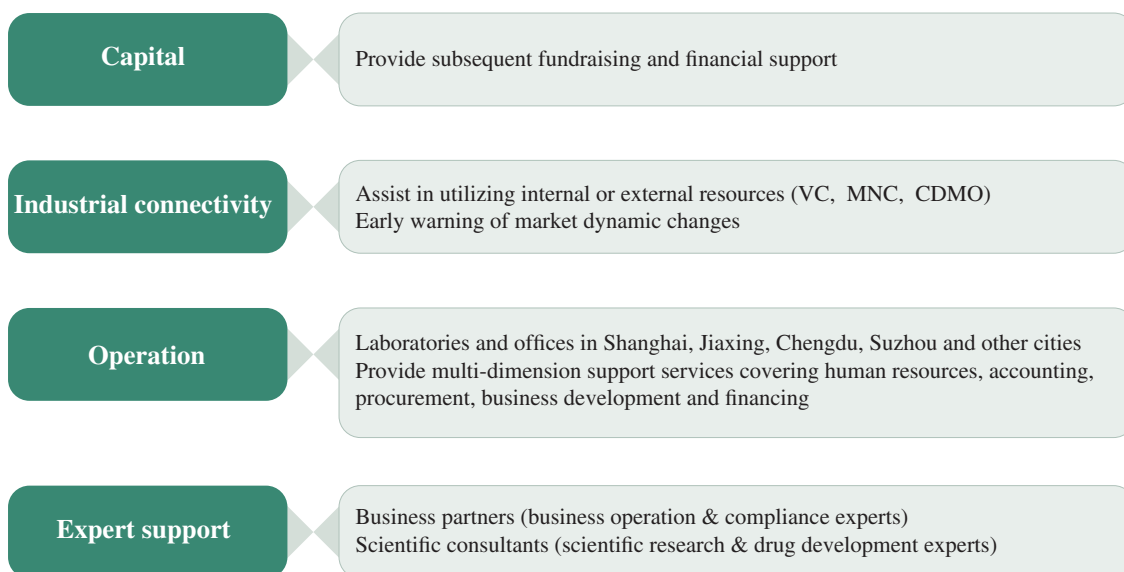 Capital
Provide subsequent fundraising and financial support
Industrial connectivity
Assist in utilizing internal or external resources (VC, MNC, CDMO)
Early warning of market dynamic changes
Operation
Laboratories and offices in Shanghai, Jiaxing, Chengdu, Suzhou and other cities
Provide multi-dimension support services covering human resources, accounting,
procurement, business development and financing
Expert support
Business partners (business operation & compliance experts)
Scientific consultants (scientific research & drug development experts)